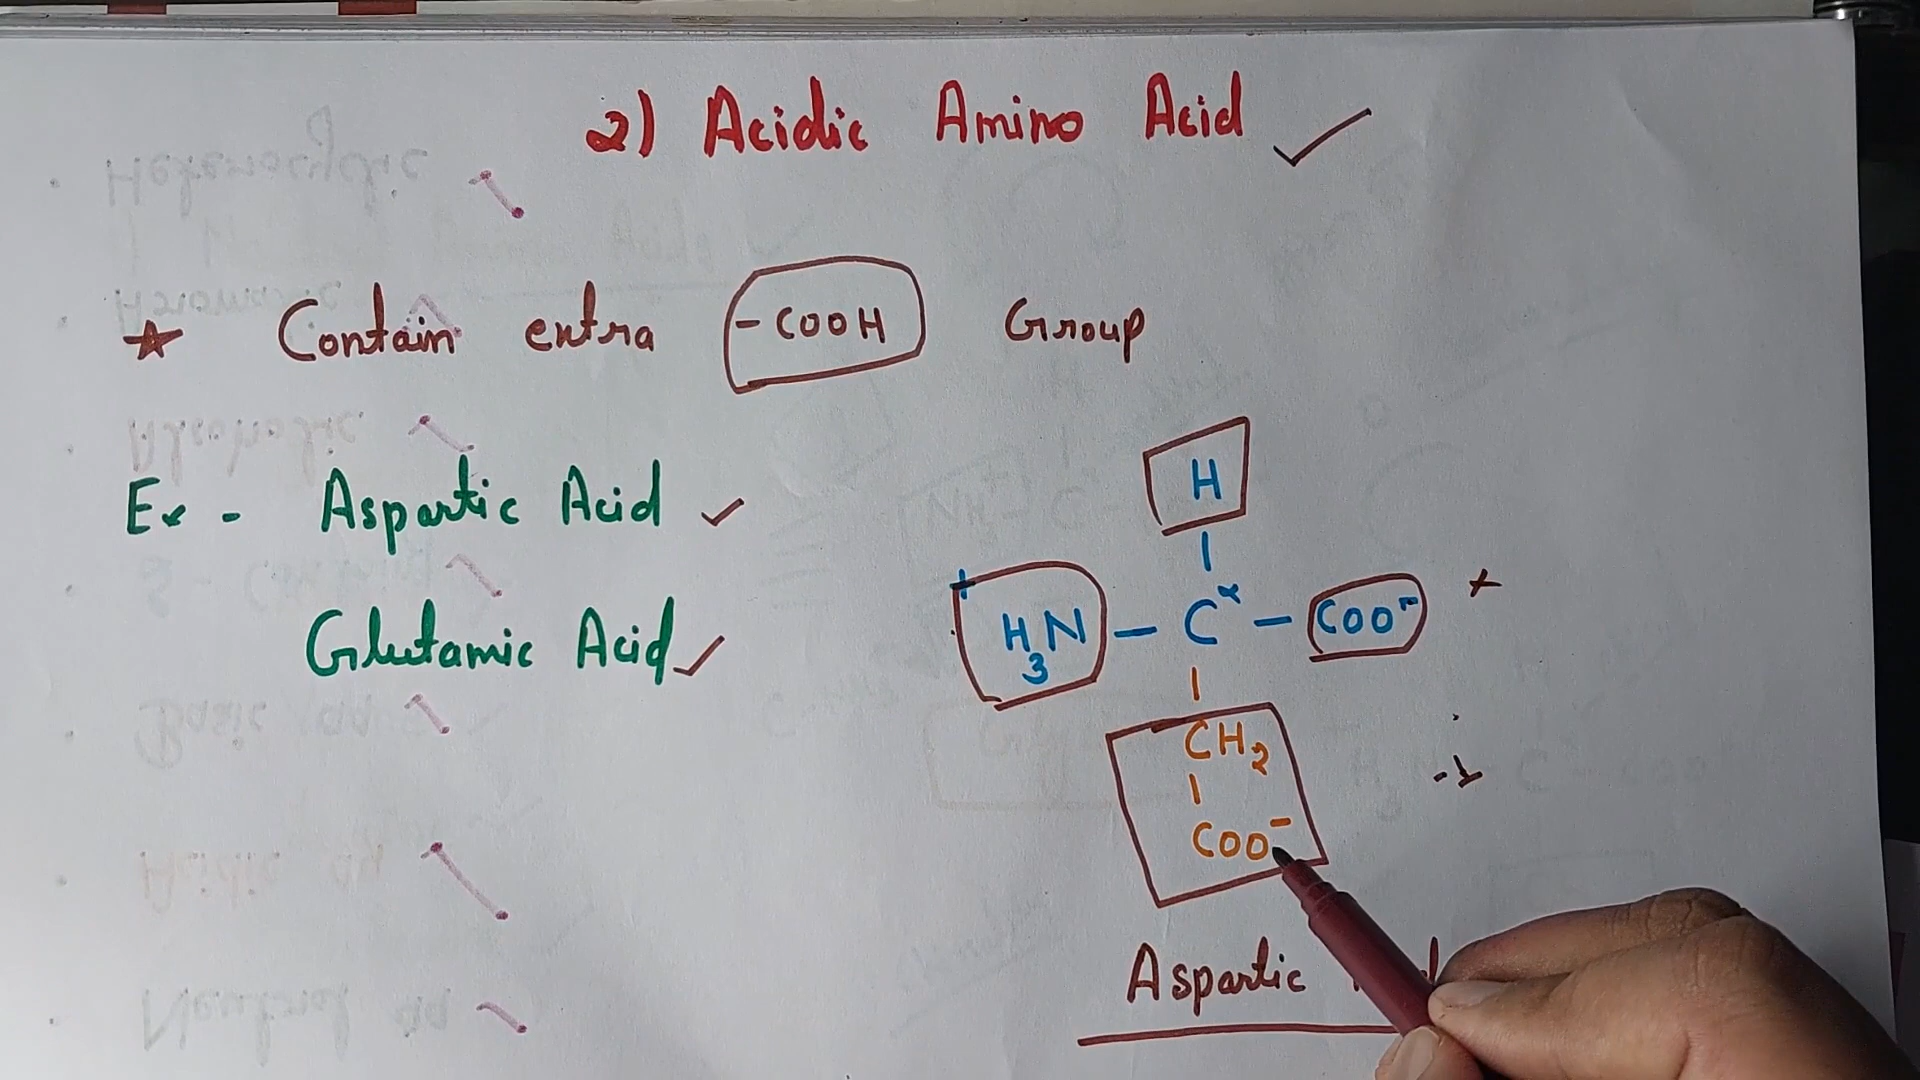 2) Acidic Amino Acid ✓
★ Contain extra -COOH Group
Ex - Aspartic Acid ✓
Glutamic Acid ✓
H
+
H3N - Cα - COO⁻ +
CH2
-1
COO⁻
Aspartic